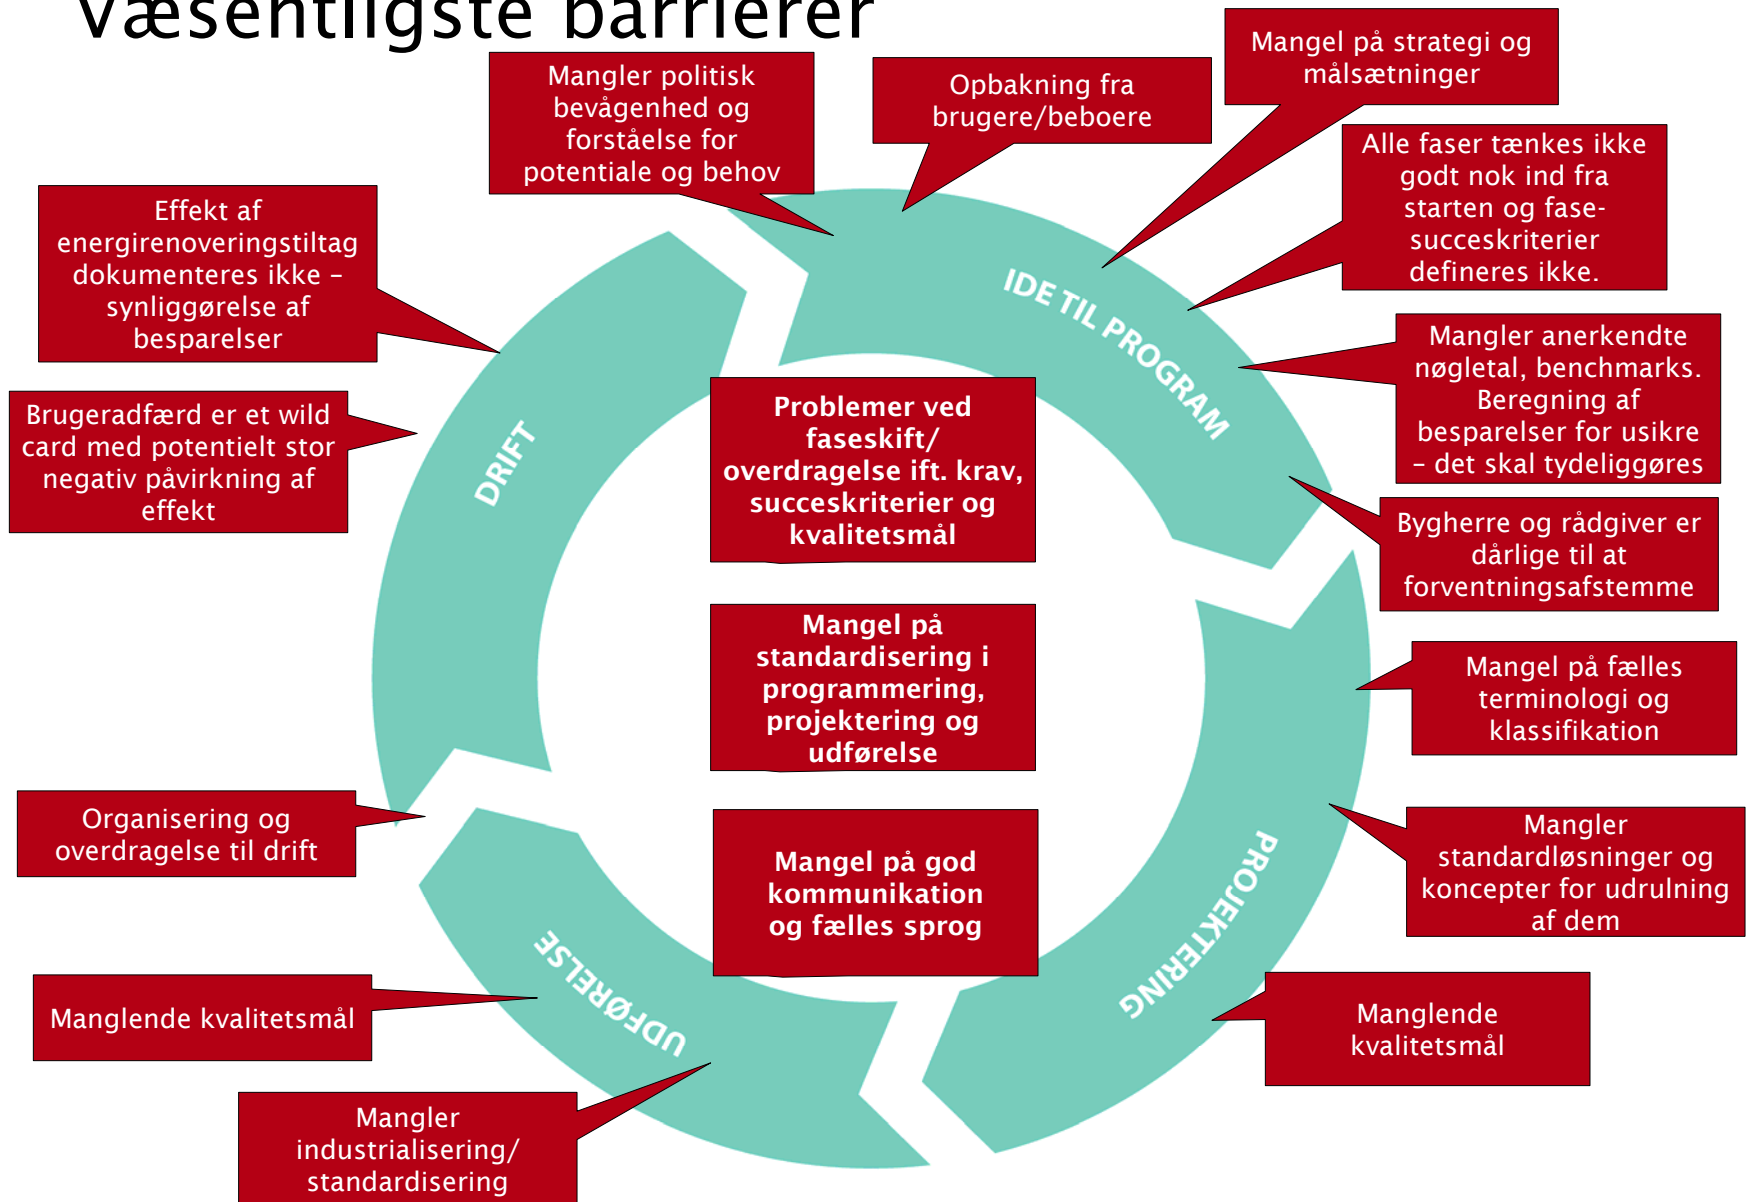 Væsentligste barrierer
Mangler politisk
bevågenhed og
forståelse for
potentiale og behov
Opbakning fra
brugere/beboere
Mangel på strategi og
målsætninger
Alle faser tænkes ikke
godt nok ind fra
starten og fase-
succeskriterier
defineres ikke.
Effekt af
energirenoveringstiltag
dokumenteres ikke –
synliggørelse af
besparelser
Mangler anerkendte
nøgletal, benchmarks.
Beregning af
besparelser for usikre
– det skal tydeliggøres
Brugeradfærd er et wild
card med potentielt stor
negativ påvirkning af
effekt
Bygherre og rådgiver er
dårlige til at
forventningsafstemme
IDE TIL PROGRAM
DRIFT
Problemer ved
faseskift/
overdragelse ift. krav,
succeskriterier og
kvalitetsmål
Mangel på
standardisering i
programmering,
projektering og
udførelse
Mangel på god
kommunikation
og fælles sprog
Mangel på fælles
terminologi og
klassifikation
Organisering og
overdragelse til drift
Mangler
standardløsninger og
koncepter for udrulning
af dem
PROJEKTERING
UDFØRELSE
Manglende kvalitetsmål
Manglende
kvalitetsmål
Mangler
industrialisering/
standardisering